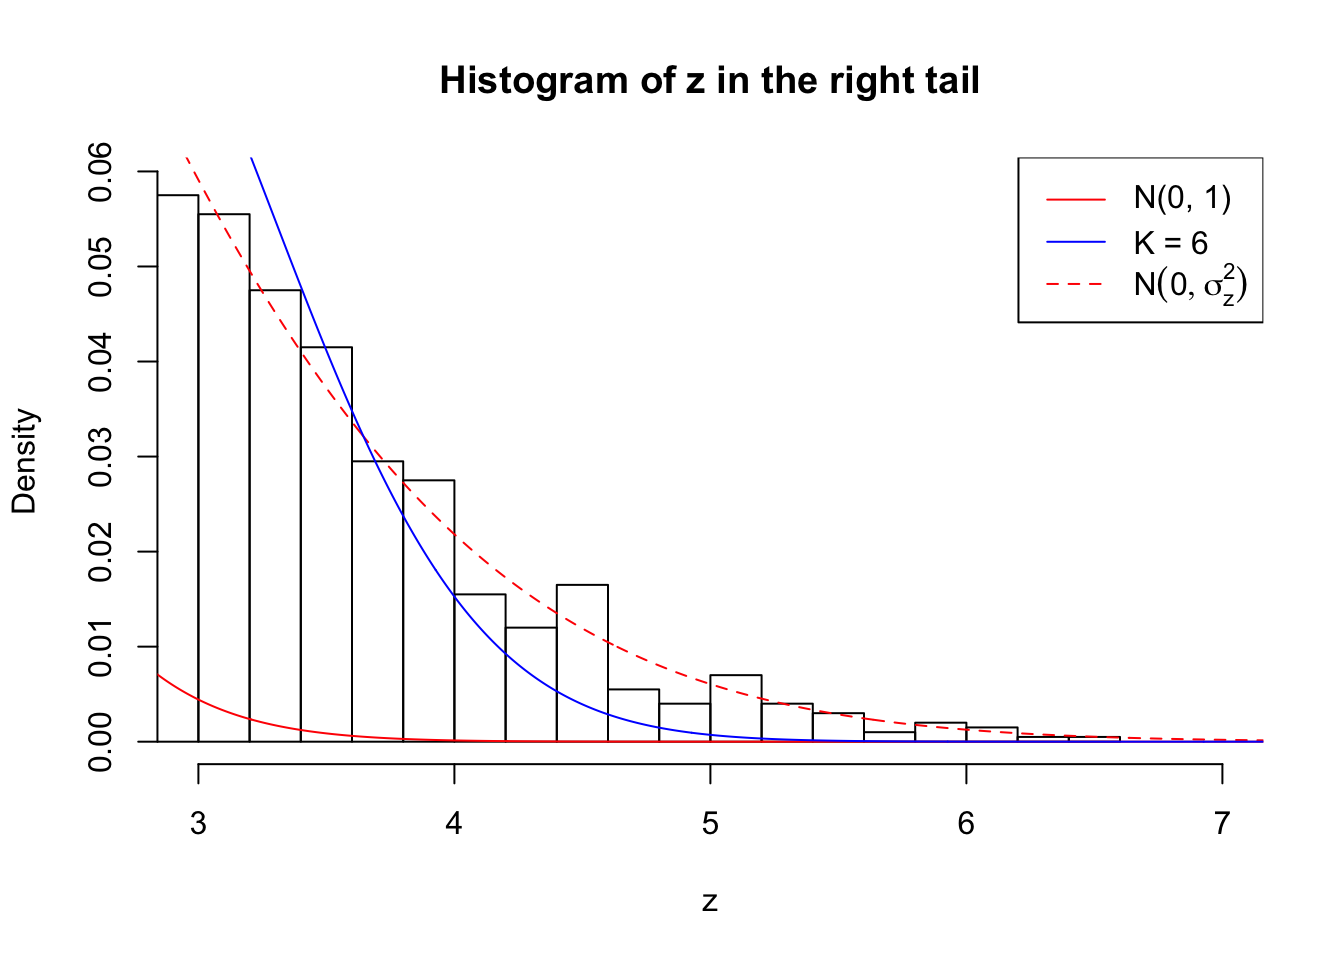 Histogram of z in the right tail
N(0, 1)
K = 6
N(0, σ_z^2)
Density
0.06
0.05
0.04
0.03
0.02
0.01
0.00
3 4 5 6 7
z